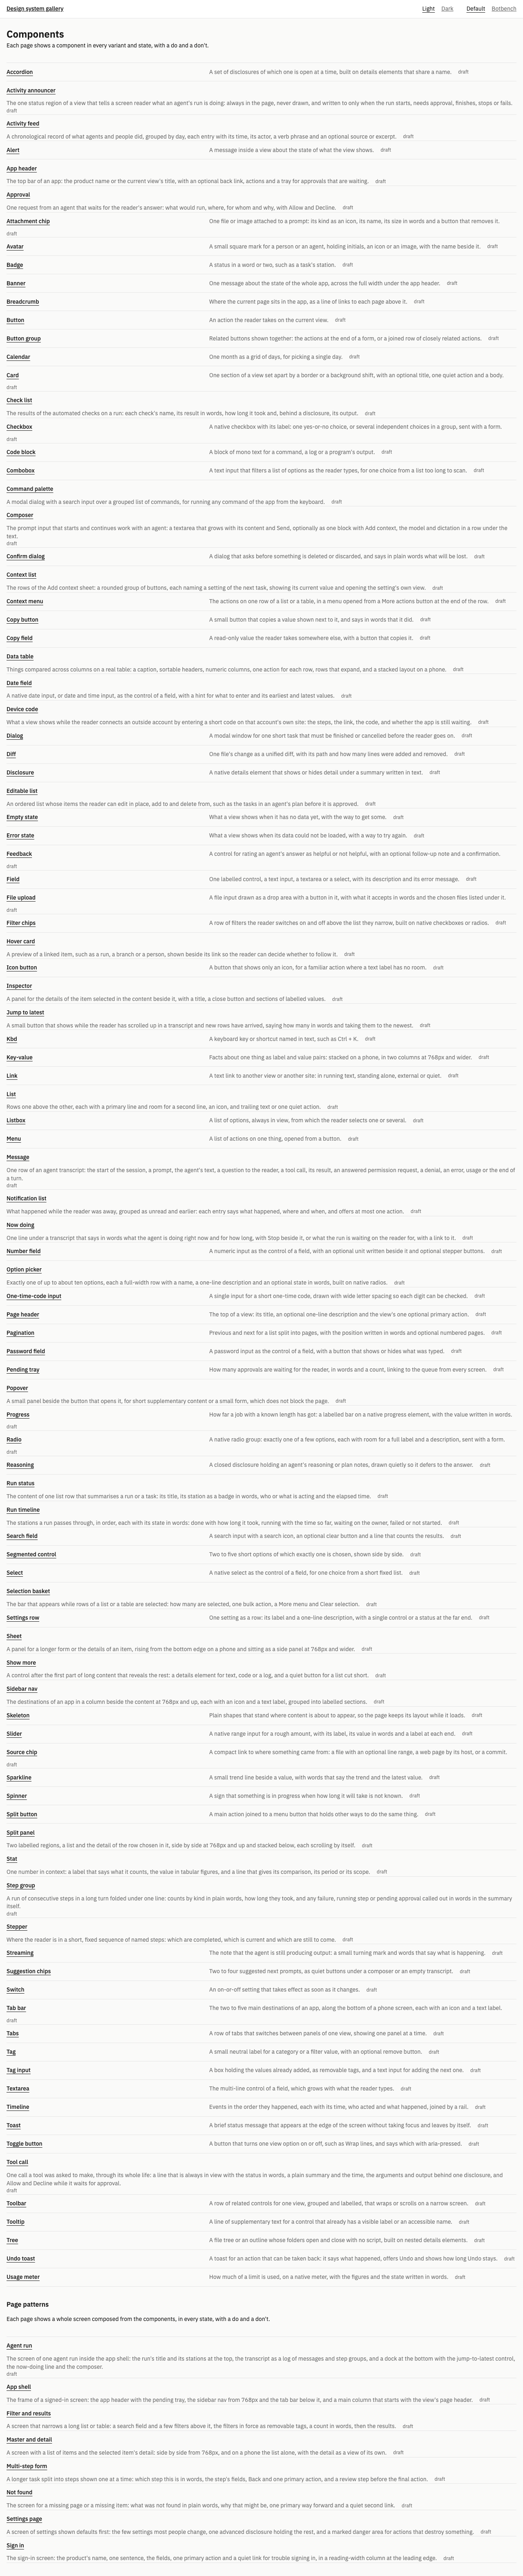 Design system gallery
Light Dark Default Botbench
Components
Each page shows a component in every variant and state, with a do and a don't.
Accordion A set of disclosures of which one is open at a time, built on details elements that share a name. draft
Activity announcer
The one status region of a view that tells a screen reader what an agent's run is doing: always in the page, never drawn, and written to only when the run starts, needs approval, finishes, stops or fails.
draft
Activity feed
A chronological record of what agents and people did, grouped by day, each entry with its time, its actor, a verb phrase and an optional source or excerpt. draft
Alert A message inside a view about the state of what the view shows. draft
App header
The top bar of an app: the product name or the current view's title, with an optional back link, actions and a tray for approvals that are waiting. draft
Approval
One request from an agent that waits for the reader's answer: what would run, where, for whom and why, with Allow and Decline. draft
Attachment chip One file or image attached to a prompt: its kind as an icon, its name, its size in words and a button that removes it.
draft
Avatar A small square mark for a person or an agent, holding initials, an icon or an image, with the name beside it. draft
Badge A status in a word or two, such as a task's station. draft
Banner One message about the state of the whole app, across the full width under the app header. draft
Breadcrumb Where the current page sits in the app, as a line of links to each page above it. draft
Button An action the reader takes on the current view. draft
Button group Related buttons shown together: the actions at the end of a form, or a joined row of closely related actions. draft
Calendar One month as a grid of days, for picking a single day. draft
Card One section of a view set apart by a border or a background shift, with an optional title, one quiet action and a body.
draft
Check list
The results of the automated checks on a run: each check's name, its result in words, how long it took and, behind a disclosure, its output. draft
Checkbox A native checkbox with its label: one yes-or-no choice, or several independent choices in a group, sent with a form.
draft
Code block A block of mono text for a command, a log or a program's output. draft
Combobox A text input that filters a list of options as the reader types, for one choice from a list too long to scan. draft
Command palette
A modal dialog with a search input over a grouped list of commands, for running any command of the app from the keyboard. draft
Composer
The prompt input that starts and continues work with an agent: a textarea that grows with its content and Send, optionally as one block with Add context, the model and dictation in a row under the
text.
draft
Confirm dialog A dialog that asks before something is deleted or discarded, and says in plain words what will be lost. draft
Context list
The rows of the Add context sheet: a rounded group of buttons, each naming a setting of the next task, showing its current value and opening the setting's own view. draft
Context menu The actions on one row of a list or a table, in a menu opened from a More actions button at the end of the row. draft
Copy button A small button that copies a value shown next to it, and says in words that it did. draft
Copy field A read-only value the reader takes somewhere else, with a button that copies it. draft
Data table
Things compared across columns on a real table: a caption, sortable headers, numeric columns, one action for each row, rows that expand, and a stacked layout on a phone. draft
Date field
A native date input, or date and time input, as the control of a field, with a hint for what to enter and its earliest and latest values. draft
Device code
What a view shows while the reader connects an outside account by entering a short code on that account's own site: the steps, the link, the code, and whether the app is still waiting. draft
Dialog A modal window for one short task that must be finished or cancelled before the reader goes on. draft
Diff One file's change as a unified diff, with its path and how many lines were added and removed. draft
Disclosure A native details element that shows or hides detail under a summary written in text. draft
Editable list
An ordered list whose items the reader can edit in place, add to and delete from, such as the tasks in an agent's plan before it is approved. draft
Empty state What a view shows when it has no data yet, with the way to get some. draft
Error state What a view shows when its data could not be loaded, with a way to try again. draft
Feedback A control for rating an agent's answer as helpful or not helpful, with an optional follow-up note and a confirmation.
draft
Field One labelled control, a text input, a textarea or a select, with its description and its error message. draft
File upload A file input drawn as a drop area with a button in it, with what it accepts in words and the chosen files listed under it.
draft
Filter chips A row of filters the reader switches on and off above the list they narrow, built on native checkboxes or radios. draft
Hover card
A preview of a linked item, such as a run, a branch or a person, shown beside its link so the reader can decide whether to follow it. draft
Icon button A button that shows only an icon, for a familiar action where a text label has no room. draft
Inspector
A panel for the details of the item selected in the content beside it, with a title, a close button and sections of labelled values. draft
Jump to latest
A small button that shows while the reader has scrolled up in a transcript and new rows have arrived, saying how many in words and taking them to the newest. draft
Kbd A keyboard key or shortcut named in text, such as Ctrl + K. draft
Key-value Facts about one thing as label and value pairs: stacked on a phone, in two columns at 768px and wider. draft
Link A text link to another view or another site: in running text, standing alone, external or quiet. draft
List
Rows one above the other, each with a primary line and room for a second line, an icon, and trailing text or one quiet action. draft
Listbox A list of options, always in view, from which the reader selects one or several. draft
Menu A list of actions on one thing, opened from a button. draft
Message
One row of an agent transcript: the start of the session, a prompt, the agent's text, a question to the reader, a tool call, its result, an answered permission request, a denial, an error, usage or the end of
a turn.
draft
Notification list
What happened while the reader was away, grouped as unread and earlier: each entry says what happened, where and when, and offers at most one action. draft
Now doing
One line under a transcript that says in words what the agent is doing right now and for how long, with Stop beside it, or what the run is waiting on the reader for, with a link to it. draft
Number field A numeric input as the control of a field, with an optional unit written beside it and optional stepper buttons. draft
Option picker
Exactly one of up to about ten options, each a full-width row with a name, a one-line description and an optional state in words, built on native radios. draft
One-time-code input A single input for a short one-time code, drawn with wide letter spacing so each digit can be checked. draft
Page header The top of a view: its title, an optional one-line description and the view's one optional primary action. draft
Pagination Previous and next for a list split into pages, with the position written in words and optional numbered pages. draft
Password field A password input as the control of a field, with a button that shows or hides what was typed. draft
Pending tray How many approvals are waiting for the reader, in words and a count, linking to the queue from every screen. draft
Popover
A small panel beside the button that opens it, for short supplementary content or a small form, which does not block the page. draft
Progress How far a job with a known length has got: a labelled bar on a native progress element, with the value written in words.
draft
Radio A native radio group: exactly one of a few options, each with room for a full label and a description, sent with a form.
draft
Reasoning A closed disclosure holding an agent's reasoning or plan notes, drawn quietly so it defers to the answer. draft
Run status
The content of one list row that summarises a run or a task: its title, its station as a badge in words, who or what is acting and the elapsed time. draft
Run timeline
The stations a run passes through, in order, each with its state in words: done with how long it took, running with the time so far, waiting on the owner, failed or not started. draft
Search field A search input with a search icon, an optional clear button and a line that counts the results. draft
Segmented control Two to five short options of which exactly one is chosen, shown side by side. draft
Select A native select as the control of a field, for one choice from a short fixed list. draft
Selection basket
The bar that appears while rows of a list or a table are selected: how many are selected, one bulk action, a More menu and Clear selection. draft
Settings row One setting as a row: its label and a one-line description, with a single control or a status at the far end. draft
Sheet
A panel for a longer form or the details of an item, rising from the bottom edge on a phone and sitting as a side panel at 768px and wider. draft
Show more
A control after the first part of long content that reveals the rest: a details element for text, code or a log, and a quiet button for a list cut short. draft
Sidebar nav
The destinations of an app in a column beside the content at 768px and up, each with an icon and a text label, grouped into labelled sections. draft
Skeleton Plain shapes that stand where content is about to appear, so the page keeps its layout while it loads. draft
Slider A native range input for a rough amount, with its label, its value in words and a label at each end. draft
Source chip A compact link to where something came from: a file with an optional line range, a web page by its host, or a commit.
draft
Sparkline A small trend line beside a value, with words that say the trend and the latest value. draft
Spinner A sign that something is in progress when how long it will take is not known. draft
Split button A main action joined to a menu button that holds other ways to do the same thing. draft
Split panel
Two labelled regions, a list and the detail of the row chosen in it, side by side at 768px and up and stacked below, each scrolling by itself. draft
Stat
One number in context: a label that says what it counts, the value in tabular figures, and a line that gives its comparison, its period or its scope. draft
Step group
A run of consecutive steps in a long turn folded under one line: counts by kind in plain words, how long they took, and any failure, running step or pending approval called out in words in the summary
itself.
draft
Stepper
Where the reader is in a short, fixed sequence of named steps: which are completed, which is current and which are still to come. draft
Streaming The note that the agent is still producing output: a small turning mark and words that say what is happening. draft
Suggestion chips Two to four suggested next prompts, as quiet buttons under a composer or an empty transcript. draft
Switch An on-or-off setting that takes effect as soon as it changes. draft
Tab bar The two to five main destinations of an app, along the bottom of a phone screen, each with an icon and a text label.
draft
Tabs A row of tabs that switches between panels of one view, showing one panel at a time. draft
Tag A small neutral label for a category or a filter value, with an optional remove button. draft
Tag input A box holding the values already added, as removable tags, and a text input for adding the next one. draft
Textarea The multi-line control of a field, which grows with what the reader types. draft
Timeline Events in the order they happened, each with its time, who acted and what happened, joined by a rail. draft
Toast A brief status message that appears at the edge of the screen without taking focus and leaves by itself. draft
Toggle button A button that turns one view option on or off, such as Wrap lines, and says which with aria-pressed. draft
Tool call
One call a tool was asked to make, through its whole life: a line that is always in view with the status in words, a plain summary and the time, the arguments and output behind one disclosure, and
Allow and Decline while it waits for approval.
draft
Toolbar A row of related controls for one view, grouped and labelled, that wraps or scrolls on a narrow screen. draft
Tooltip A line of supplementary text for a control that already has a visible label or an accessible name. draft
Tree A file tree or an outline whose folders open and close with no script, built on nested details elements. draft
Undo toast A toast for an action that can be taken back: it says what happened, offers Undo and shows how long Undo stays. draft
Usage meter How much of a limit is used, on a native meter, with the figures and the state written in words. draft
Page patterns
Each page shows a whole screen composed from the components, in every state, with a do and a don't.
Agent run
The screen of one agent run inside the app shell: the run's title and its stations at the top, the transcript as a log of messages and step groups, and a dock at the bottom with the jump-to-latest control,
the now-doing line and the composer.
draft
App shell
The frame of a signed-in screen: the app header with the pending tray, the sidebar nav from 768px and the tab bar below it, and a main column that starts with the view's page header. draft
Filter and results
A screen that narrows a long list or table: a search field and a few filters above it, the filters in force as removable tags, a count in words, then the results. draft
Master and detail
A screen with a list of items and the selected item's detail: side by side from 768px, and on a phone the list alone, with the detail as a view of its own. draft
Multi-step form
A longer task split into steps shown one at a time: which step this is in words, the step's fields, Back and one primary action, and a review step before the final action. draft
Not found
The screen for a missing page or a missing item: what was not found in plain words, why that might be, one primary way forward and a quiet second link. draft
Settings page
A screen of settings shown defaults first: the few settings most people change, one advanced disclosure holding the rest, and a marked danger area for actions that destroy something. draft
Sign in
The sign-in screen: the product's name, one sentence, the fields, one primary action and a quiet link for trouble signing in, in a reading-width column at the leading edge. draft